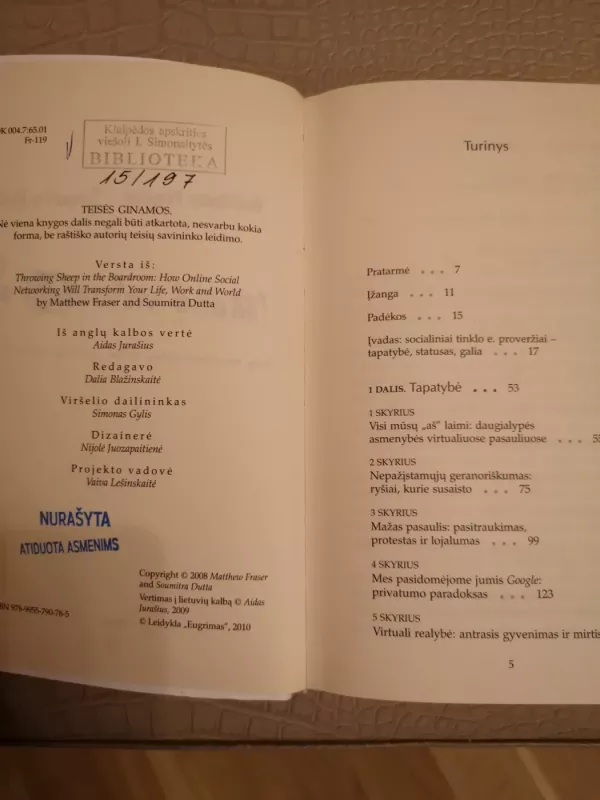 K 004.7:65.01
Fr-119
Klaipėdos apskrities
viešoji I. Simonaitytės
BIBLIOTEKA
15/197
TEISĖS GINAMOS.
Nė viena knygos dalis negali būti atkartota, nesvarbu kokia
forma, be raštiško autorių teisių savininko leidimo.
Versta iš:
Throwing Sheep in the Boardroom: How Online Social
Networking Will Transform Your Life, Work and World
by Matthew Fraser and Soumitra Dutta
Iš anglų kalbos vertė
Aidas Jurašius
Redagavo
Dalia Blažinskaitė
Viršelio dailininkas
Simonas Gylis
Dizainerė
Nijolė Juozapaitienė
Projekto vadovė
Vaiva Lešinskaitė
NURAŠYTA
ATIDUOTA ASMENIMS
Copyright © 2008 Matthew Fraser
and Soumitra Dutta
Vertimas į lietuvių kalbą © Aidas
Jurašius, 2009
© Leidykla „Eugrimas", 2010
BN 978-9955-790-78-5
Turinys
Pratarmė ... 7
Įžanga ... 11
Padėkos ... 15
Įvadas: socialiniai tinklo e. proveržiai –
tapatybė, statusas, galia ... 17
1 DALIS. Tapatybė ... 53
1 SKYRIUS
Visi mūsų „aš" laimi: daugialypės
asmenybės virtualiuose pasauliuose ... 55
2 SKYRIUS
Nepažįstamųjų geranoriškumas:
ryšiai, kurie susaisto ... 75
3 SKYRIUS
Mažas pasaulis: pasitraukimas,
protestas ir lojalumas ... 99
4 SKYRIUS
Mes pasidomėjome jumis Google:
privatumo paradoksas ... 123
5 SKYRIUS
Virtuali realybė: antrasis gyvenimas ir mirtis
5